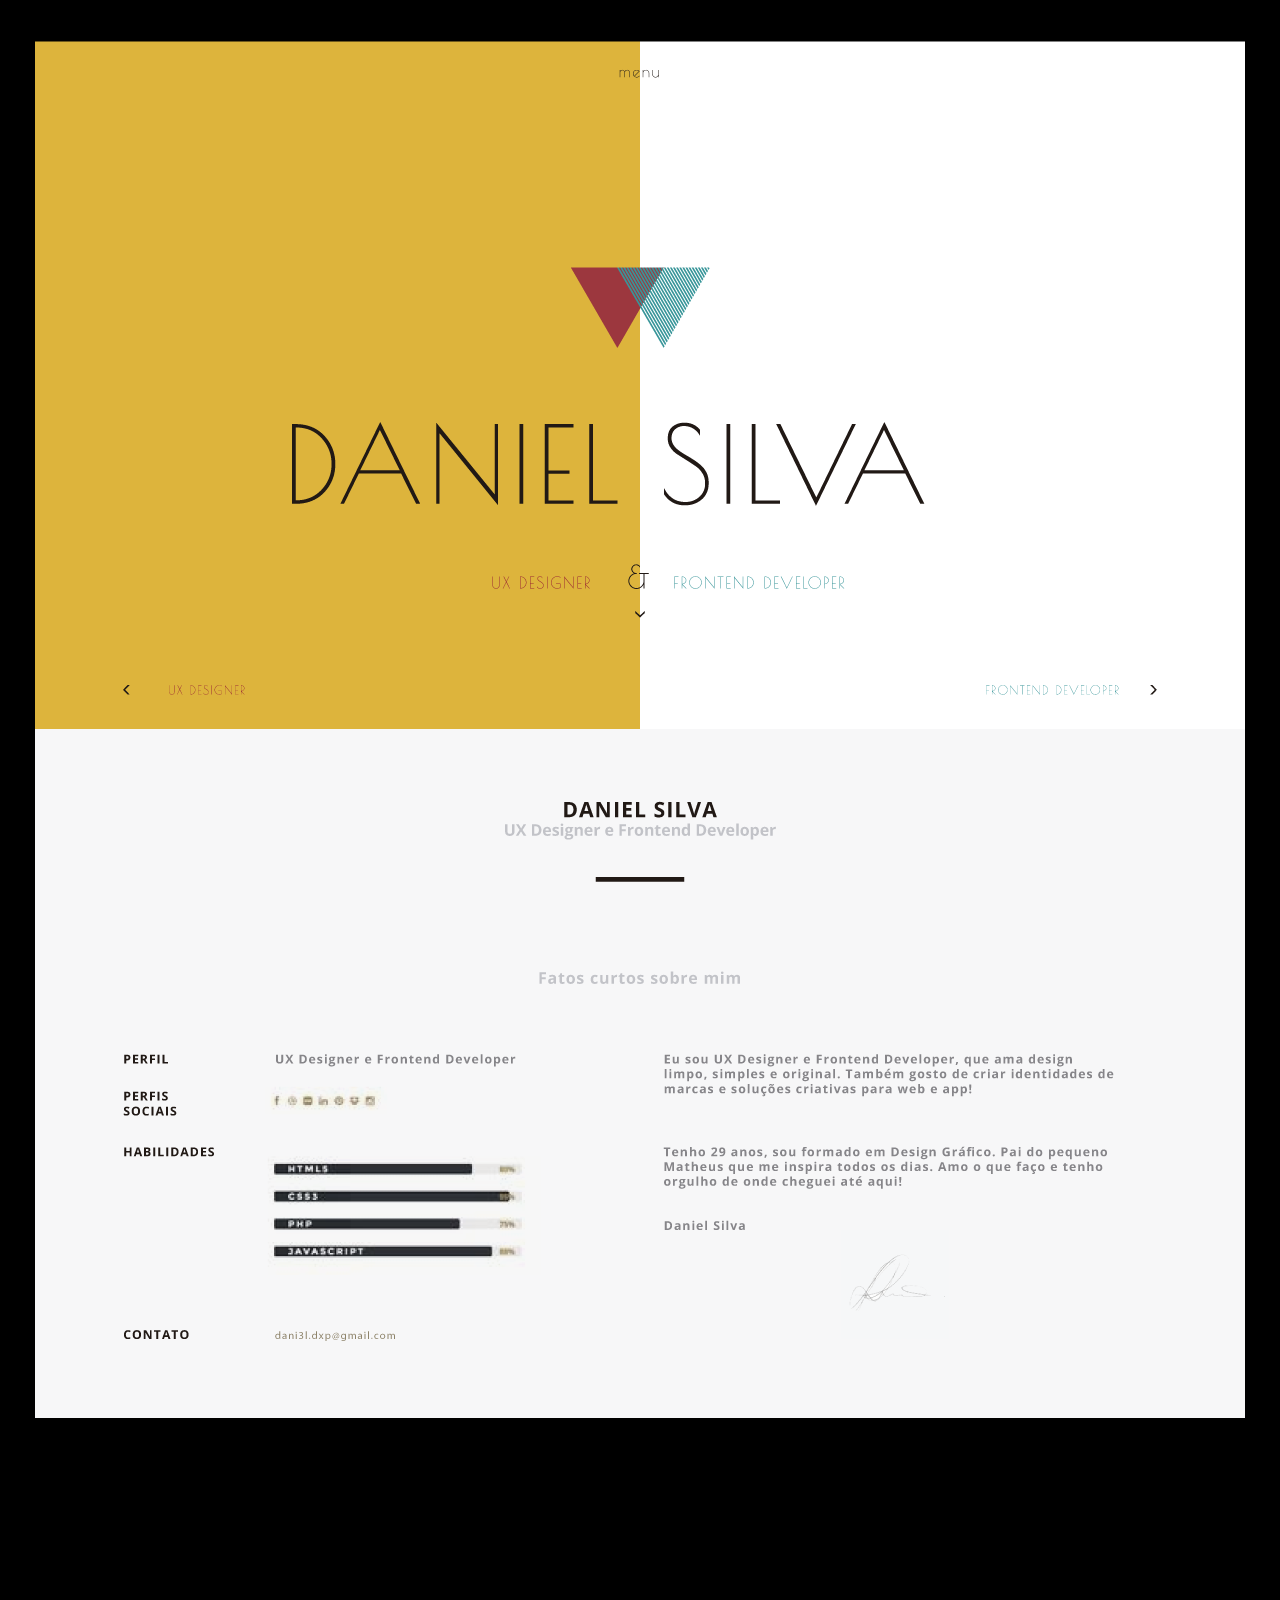 menu
DANIEL SILVA
UX DESIGNER & FRONTEND DEVELOPER
UX DESIGNER
FRONTEND DEVELOPER
DANIEL SILVA
UX Designer e Frontend Developer
Fatos curtos sobre mim
PERFIL
UX Designer e Frontend Developer
PERFIS
SOCIAIS
HABILIDADES
HTML5
CSS3
PHP 75%
JAVASCRIPT
CONTATO
dani3l.dxp@gmail.com
Eu sou UX Designer e Frontend Developer, que ama design
limpo, simples e original. Também gosto de criar identidades de
marcas e soluções criativas para web e app!
Tenho 29 anos, sou formado em Design Gráfico. Pai do pequeno
Matheus que me inspira todos os dias. Amo o que faço e tenho
orgulho de onde cheguei até aqui!
Daniel Silva